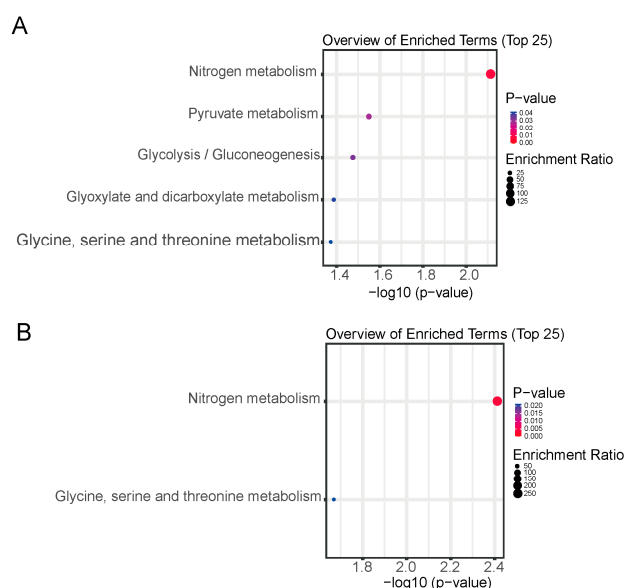 A
Overview of Enriched Terms (Top 25)
Nitrogen metabolism
Pyruvate metabolism
Glycolysis / Gluconeogenesis
Glyoxylate and dicarboxylate metabolism
Glycine, serine and threonine metabolism
1.4 1.6 1.8 2.0
−log10 (p−value)
P−value
0.04
0.03
0.02
0.01
0.00
Enrichment Ratio
25
50
75
100
125
B
Overview of Enriched Terms (Top 25)
Nitrogen metabolism
Glycine, serine and threonine metabolism
1.8 2.0 2.2 2.4
−log10 (p−value)
P−value
0.020
0.015
0.010
0.005
0.000
Enrichment Ratio
50
100
150
200
250